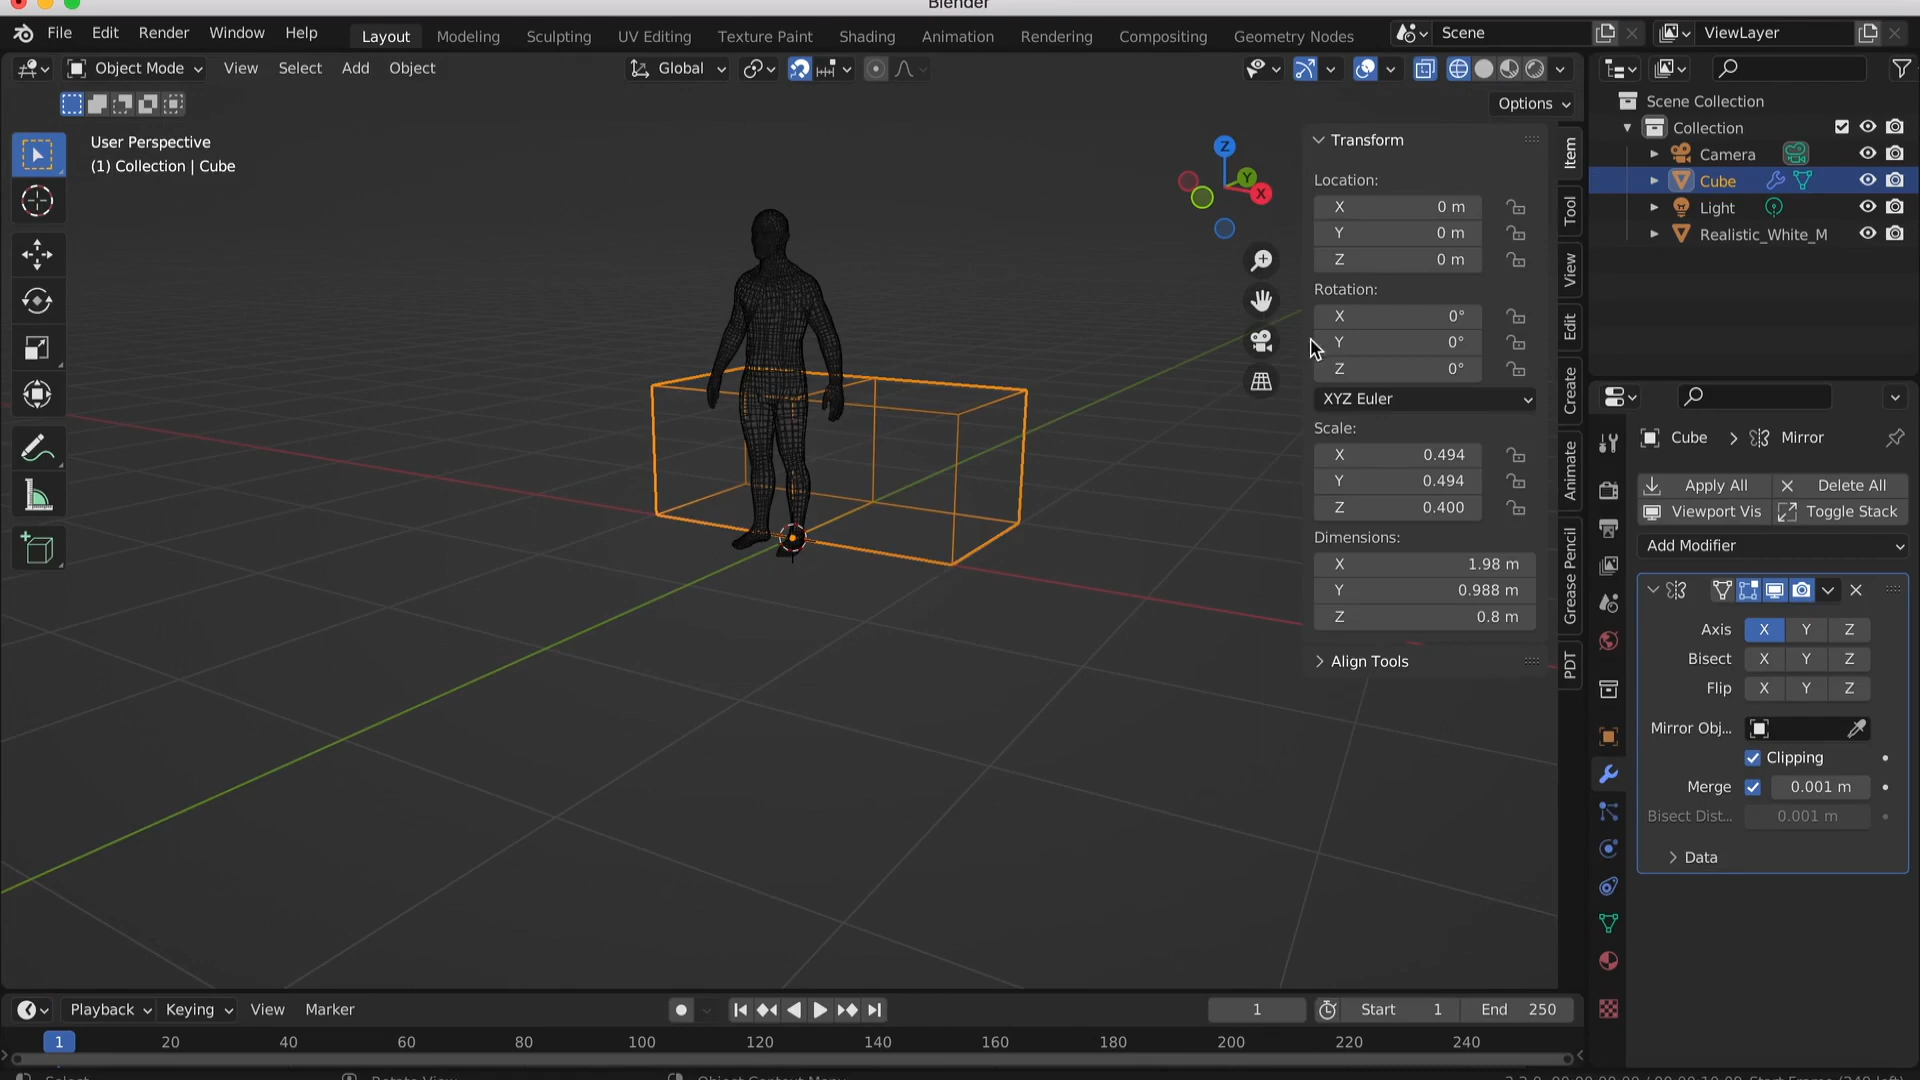 Blender
File Edit Render Window Help
Layout Modeling Sculpting UV Editing Texture Paint Shading Animation Rendering Compositing Geometry Nodes
Scene
ViewLayer
Object Mode View Select Add Object
Global
Options
User Perspective
(1) Collection | Cube
Z
Y
X
Transform
Location:
X 0 m
Y 0 m
Z 0 m
Rotation:
X 0°
Y 0°
Z 0°
XYZ Euler
Scale:
X 0.494
Y 0.494
Z 0.400
Dimensions:
X 1.98 m
Y 0.988 m
Z 0.8 m
Align Tools
Item
Tool
View
Edit
Create
Animate
Grease Pencil
PDT
Scene Collection
Collection
Camera
Cube
Light
Realistic_White_M
Cube Mirror
Apply All Delete All
Viewport Vis Toggle Stack
Add Modifier
Axis X Y Z
Bisect X Y Z
Flip X Y Z
Mirror Obj...
Clipping
Merge 0.001 m
Bisect Dist... 0.001 m
Data
Playback Keying View Marker
1 Start 1 End 250
1 20 40 60 80 100 120 140 160 180 200 220 240